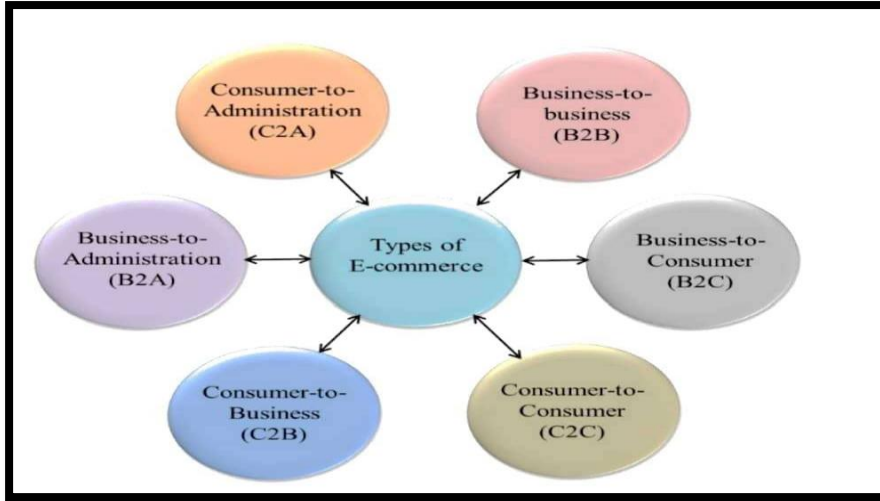 Consumer-to-
Administration
(C2A)
Business-to-
business
(B2B)
Business-to-
Administration
(B2A)
Types of
E-commerce
Business-to-
Consumer
(B2C)
Consumer-to-
Business
(C2B)
Consumer-to-
Consumer
(C2C)